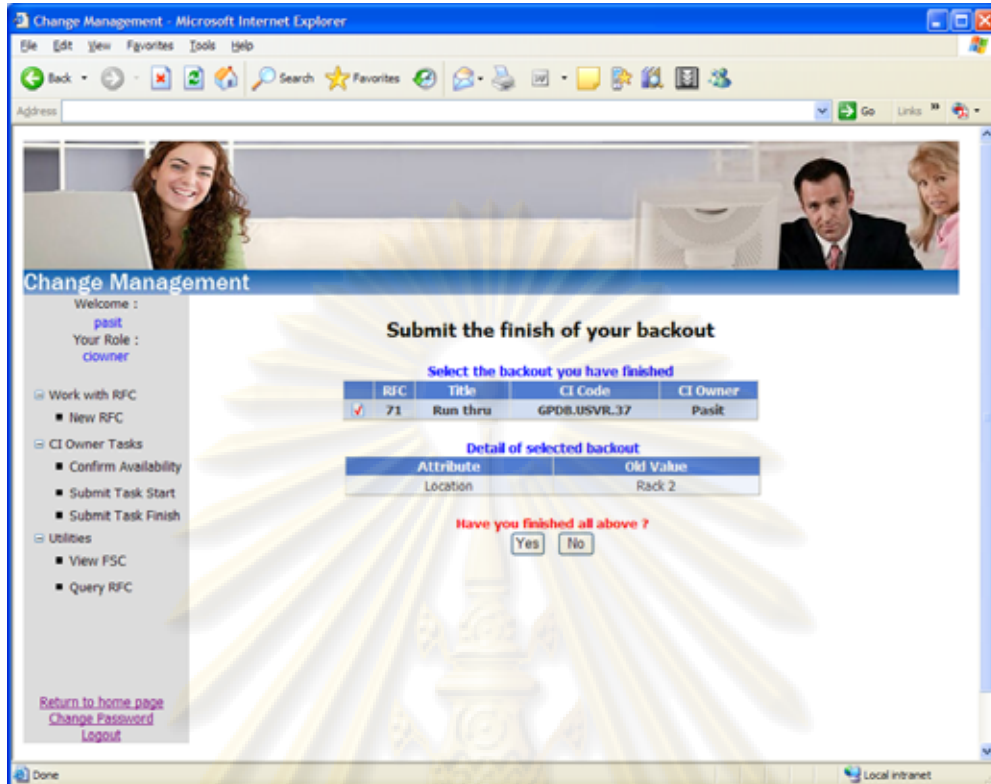 Change Management - Microsoft Internet Explorer
File Edit View Favorites Tools Help
Back Search Favorites
Address Go Links »
Change Management
Welcome :
pasit
Your Role :
ciowner
Work with RFC
New RFC
CI Owner Tasks
Confirm Availability
Submit Task Start
Submit Task Finish
Utilities
View FSC
Query RFC
Return to home page
Change Password
Logout
Submit the finish of your backout
Select the backout you have finished
RFC Title CI Code CI Owner
71 Run thru GPDB.USVR.37 Pasit
Detail of selected backout
Attribute Old Value
Location Rack 2
Have you finished all above ?
Yes No
Done Local intranet